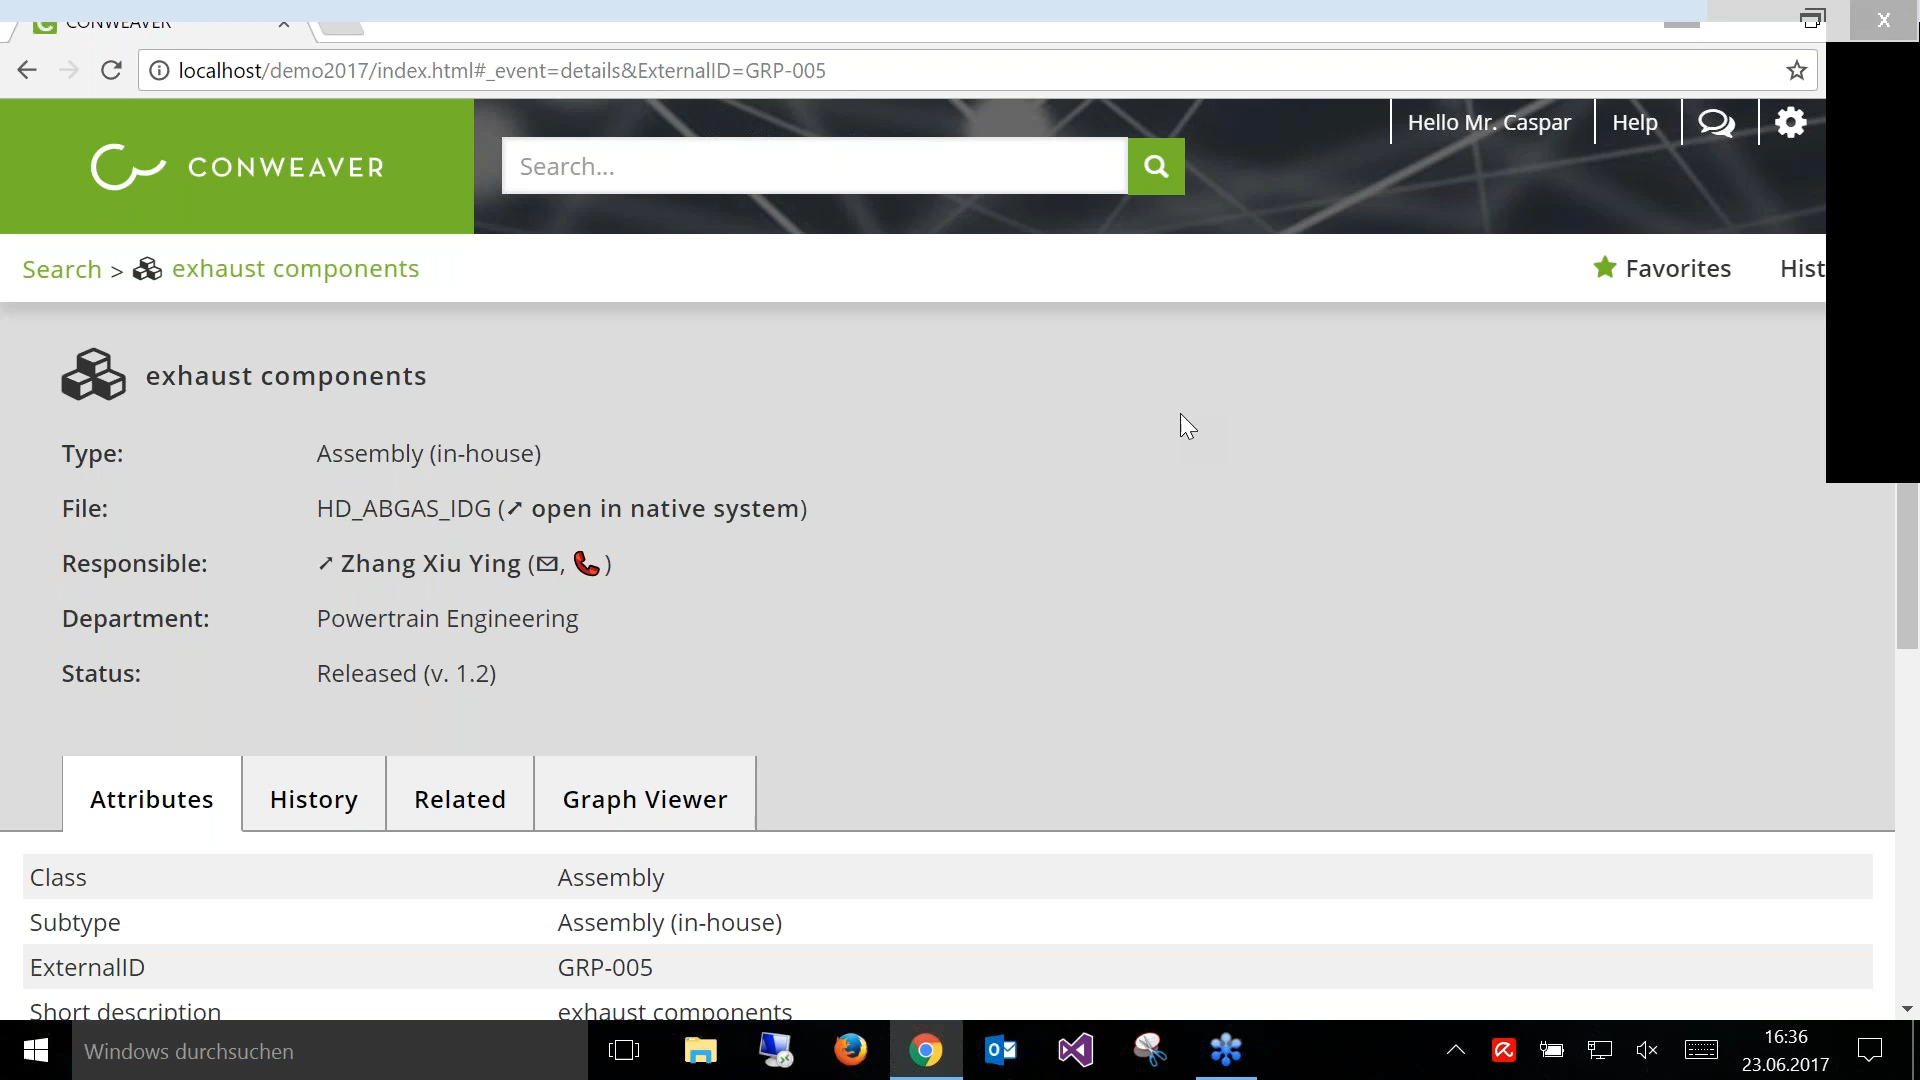 CONWEAVER
localhost/demo2017/index.html#_event=details&ExternalID=GRP-005
CONWEAVER
Search...
Hello Mr. Caspar
Help
Search > exhaust components
Favorites
Hist
exhaust components
Type: Assembly (in-house)
File: HD_ABGAS_IDG (open in native system)
Responsible: Zhang Xiu Ying (, )
Department: Powertrain Engineering
Status: Released (v. 1.2)
Attributes History Related Graph Viewer
Class Assembly
Subtype Assembly (in-house)
ExternalID GRP-005
Short description exhaust components
Windows durchsuchen
16:36
23.06.2017